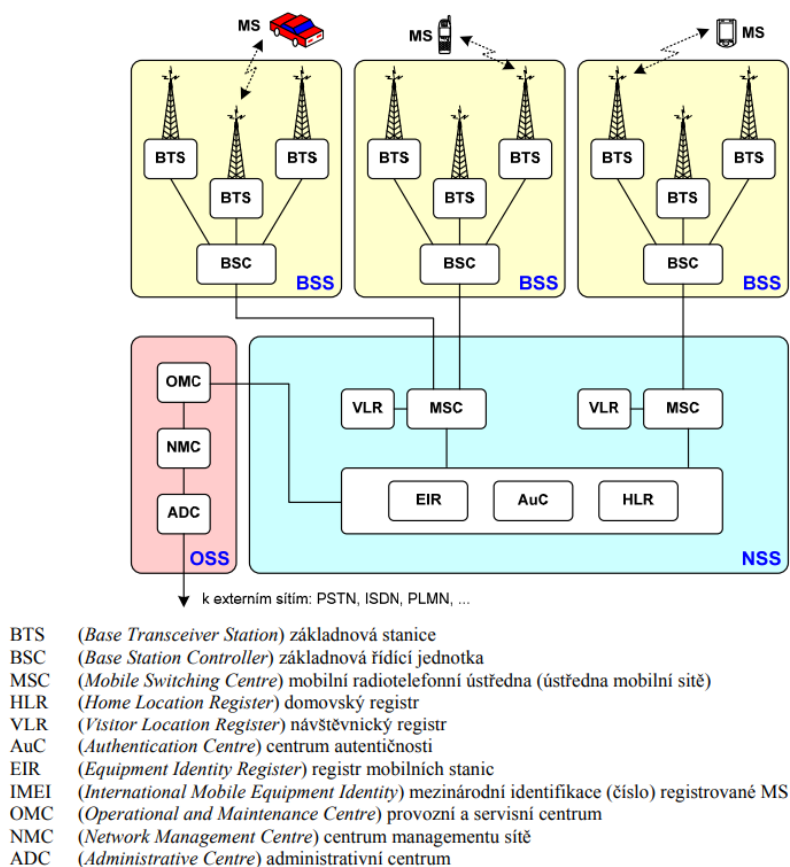 MS
MS
MS
BTS BTS BTS BTS BTS BTS
BTS BTS BTS
BSC BSC BSC
BSS BSS BSS
OMC
VLR MSC VLR MSC
NMC
EIR AuC HLR
ADC
OSS NSS
k externím sítím: PSTN, ISDN, PLMN, ...
BTS (Base Transceiver Station) základnová stanice
BSC (Base Station Controller) základnová řídící jednotka
MSC (Mobile Switching Centre) mobilní radiotelefonní ústředna (ústředna mobilní sitě)
HLR (Home Location Register) domovský registr
VLR (Visitor Location Register) návštěvnický registr
AuC (Authentication Centre) centrum autentičnosti
EIR (Equipment Identity Register) registr mobilních stanic
IMEI (International Mobile Equipment Identity) mezinárodní identifikace (číslo) registrované MS
OMC (Operational and Maintenance Centre) provozní a servisní centrum
NMC (Network Management Centre) centrum managementu sítě
ADC (Administrative Centre) administrativní centrum